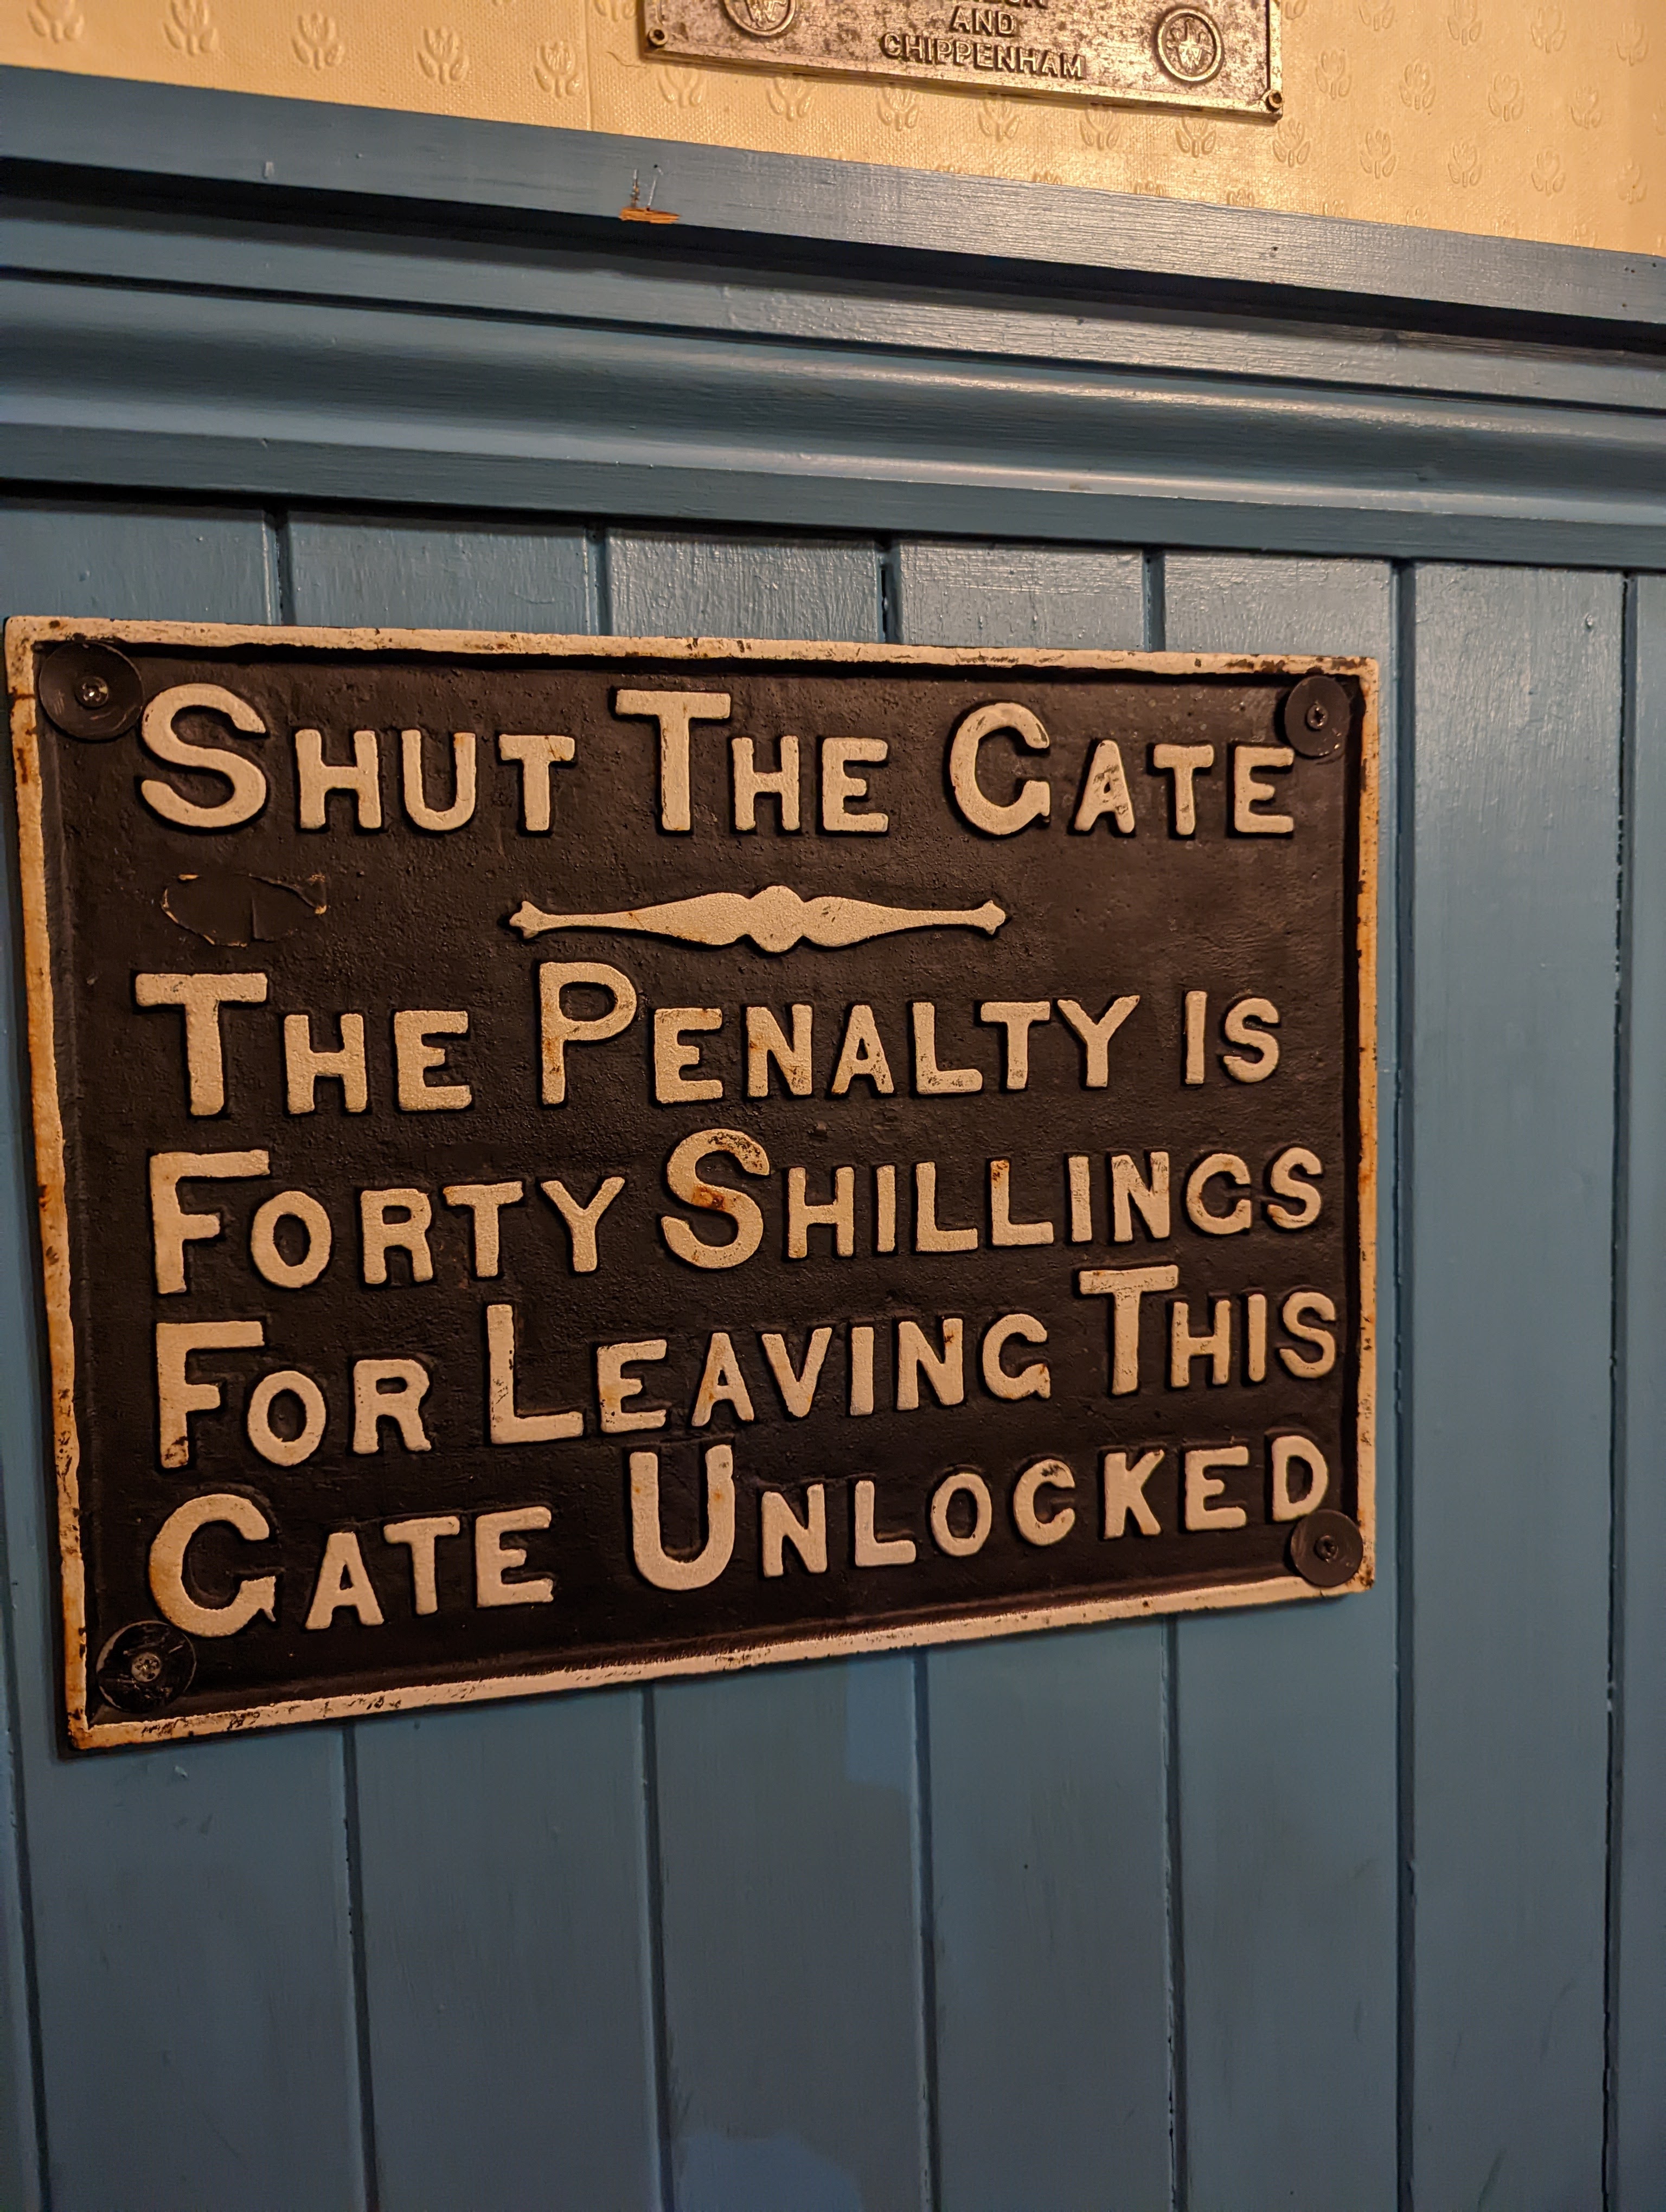 AND
CHIPPENHAM
SHUT THE GATE
THE PENALTY IS
FORTY SHILLINGS
FOR LEAVING THIS
GATE UNLOCKED